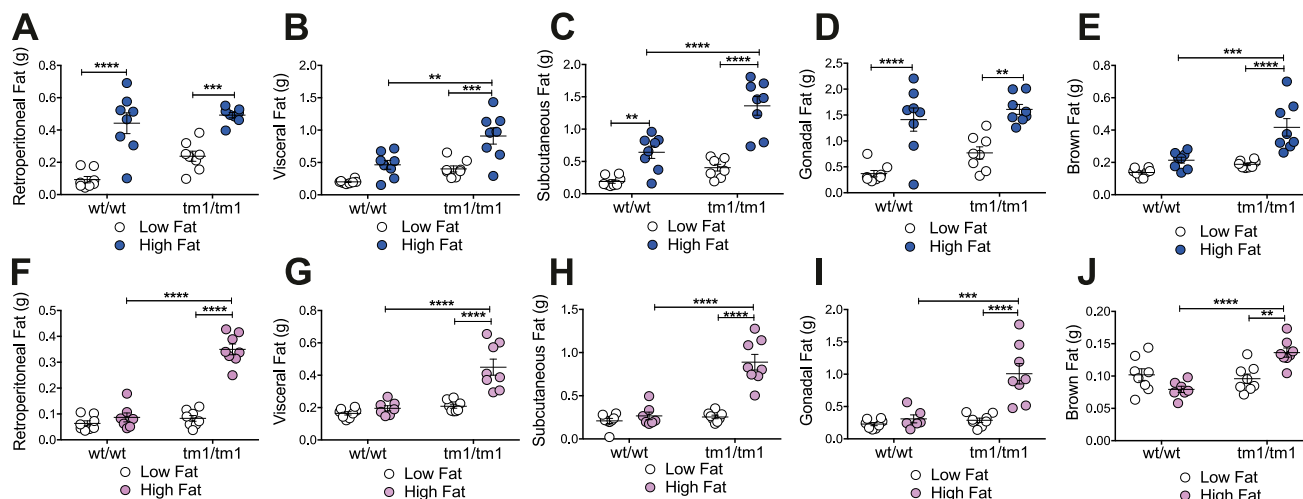 A
B
C
D
E
Retroperitoneal Fat (g)
0.8
0.6
0.4
0.2
0.0
****
***
wt/wt
tm1/tm1
Low Fat
High Fat
Visceral Fat (g)
2.0
1.5
1.0
0.5
0.0
**
***
wt/wt
tm1/tm1
Low Fat
High Fat
Subcutaneous Fat (g)
2.0
1.5
1.0
0.5
0.0
****
****
**
wt/wt
tm1/tm1
Low Fat
High Fat
Gonadal Fat (g)
2.5
2.0
1.5
1.0
0.5
0.0
****
**
wt/wt
tm1/tm1
Low Fat
High Fat
Brown Fat (g)
0.8
0.6
0.4
0.2
0.0
***
****
wt/wt
tm1/tm1
Low Fat
High Fat
F
G
H
I
J
Retroperitoneal Fat (g)
0.5
0.4
0.3
0.2
0.1
0.0
****
****
wt/wt
tm1/tm1
Low Fat
High Fat
Visceral Fat (g)
0.8
0.6
0.4
0.2
0.0
****
****
wt/wt
tm1/tm1
Low Fat
High Fat
Subcutaneous Fat (g)
1.5
1.0
0.5
0.0
****
****
wt/wt
tm1/tm1
Low Fat
High Fat
Gonadal Fat (g)
2.0
1.5
1.0
0.5
0.0
***
****
wt/wt
tm1/tm1
Low Fat
High Fat
Brown Fat (g)
0.20
0.15
0.10
0.05
0.00
****
**
wt/wt
tm1/tm1
Low Fat
High Fat